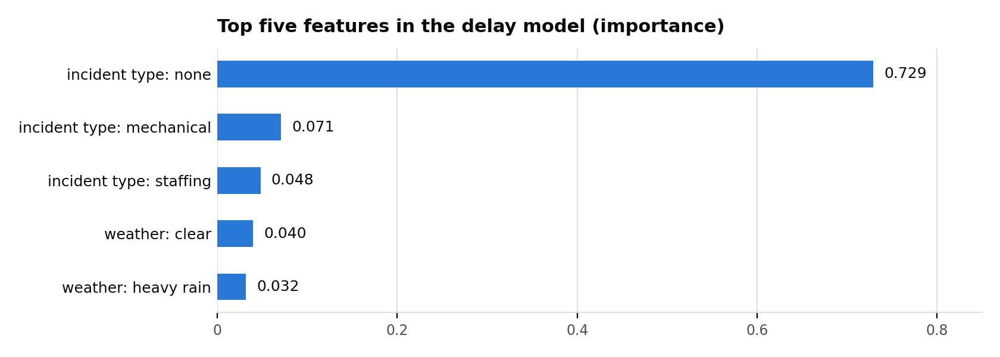 Top five features in the delay model (importance)
incident type: none 0.729
incident type: mechanical 0.071
incident type: staffing 0.048
weather: clear 0.040
weather: heavy rain 0.032
0 0.2 0.4 0.6 0.8